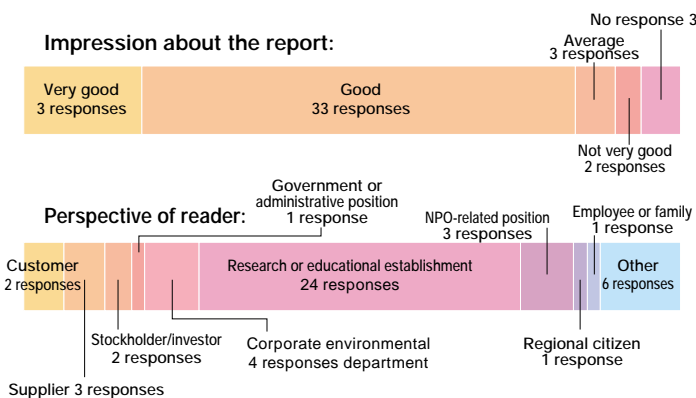 No response 3
Impression about the report:
Average
3 responses
Very good
3 responses
Good
33 responses
Not very good
2 responses
Government or
administrative position
1 response
Perspective of reader:
NPO-related position
3 responses
Employee or family
1 response
Customer
2 responses
Research or educational establishment
24 responses
Other
6 responses
Stockholder/investor
2 responses
Corporate environmental
4 responses department
Regional citizen
1 response
Supplier 3 responses